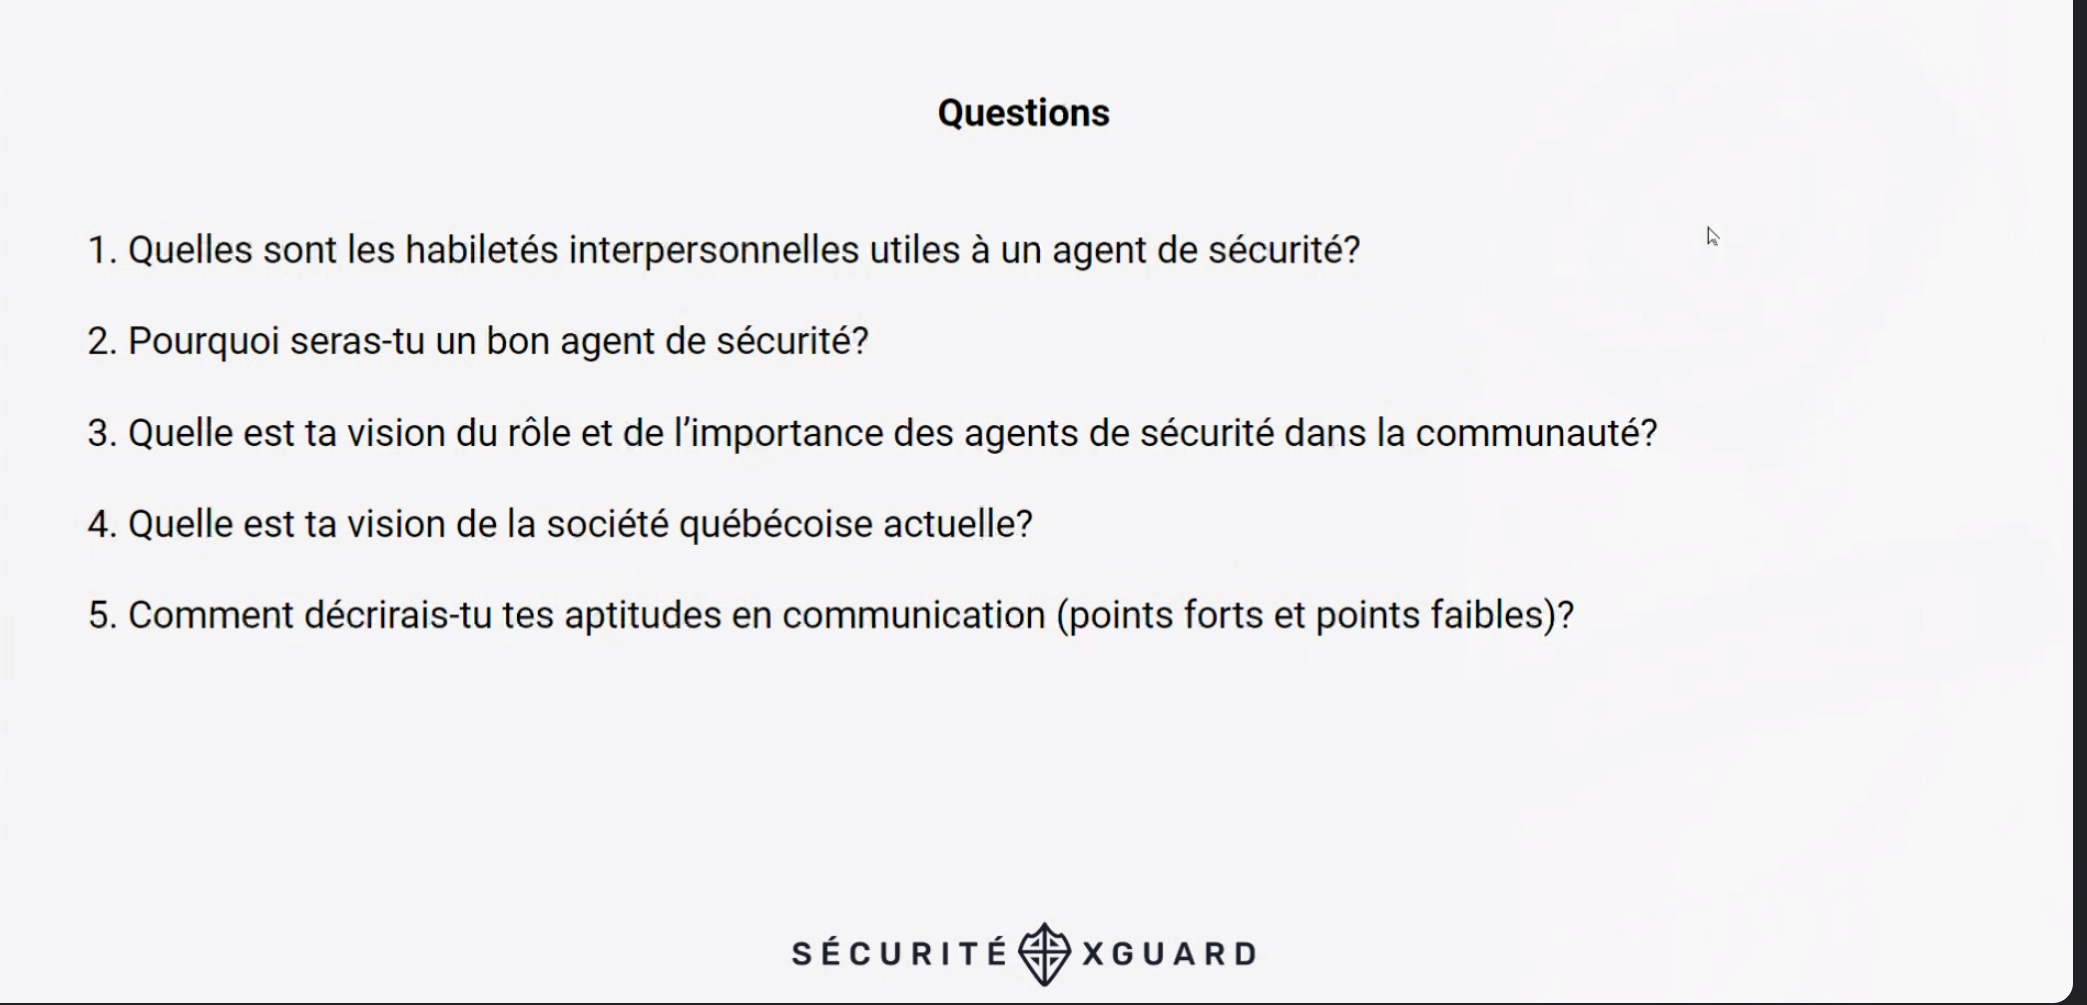 Questions
1. Quelles sont les habiletés interpersonnelles utiles à un agent de sécurité?
2. Pourquoi seras-tu un bon agent de sécurité?
3. Quelle est ta vision du rôle et de l’importance des agents de sécurité dans la communauté?
4. Quelle est ta vision de la société québécoise actuelle?
5. Comment décrirais-tu tes aptitudes en communication (points forts et points faibles)?
SÉCURITÉ XGUARD